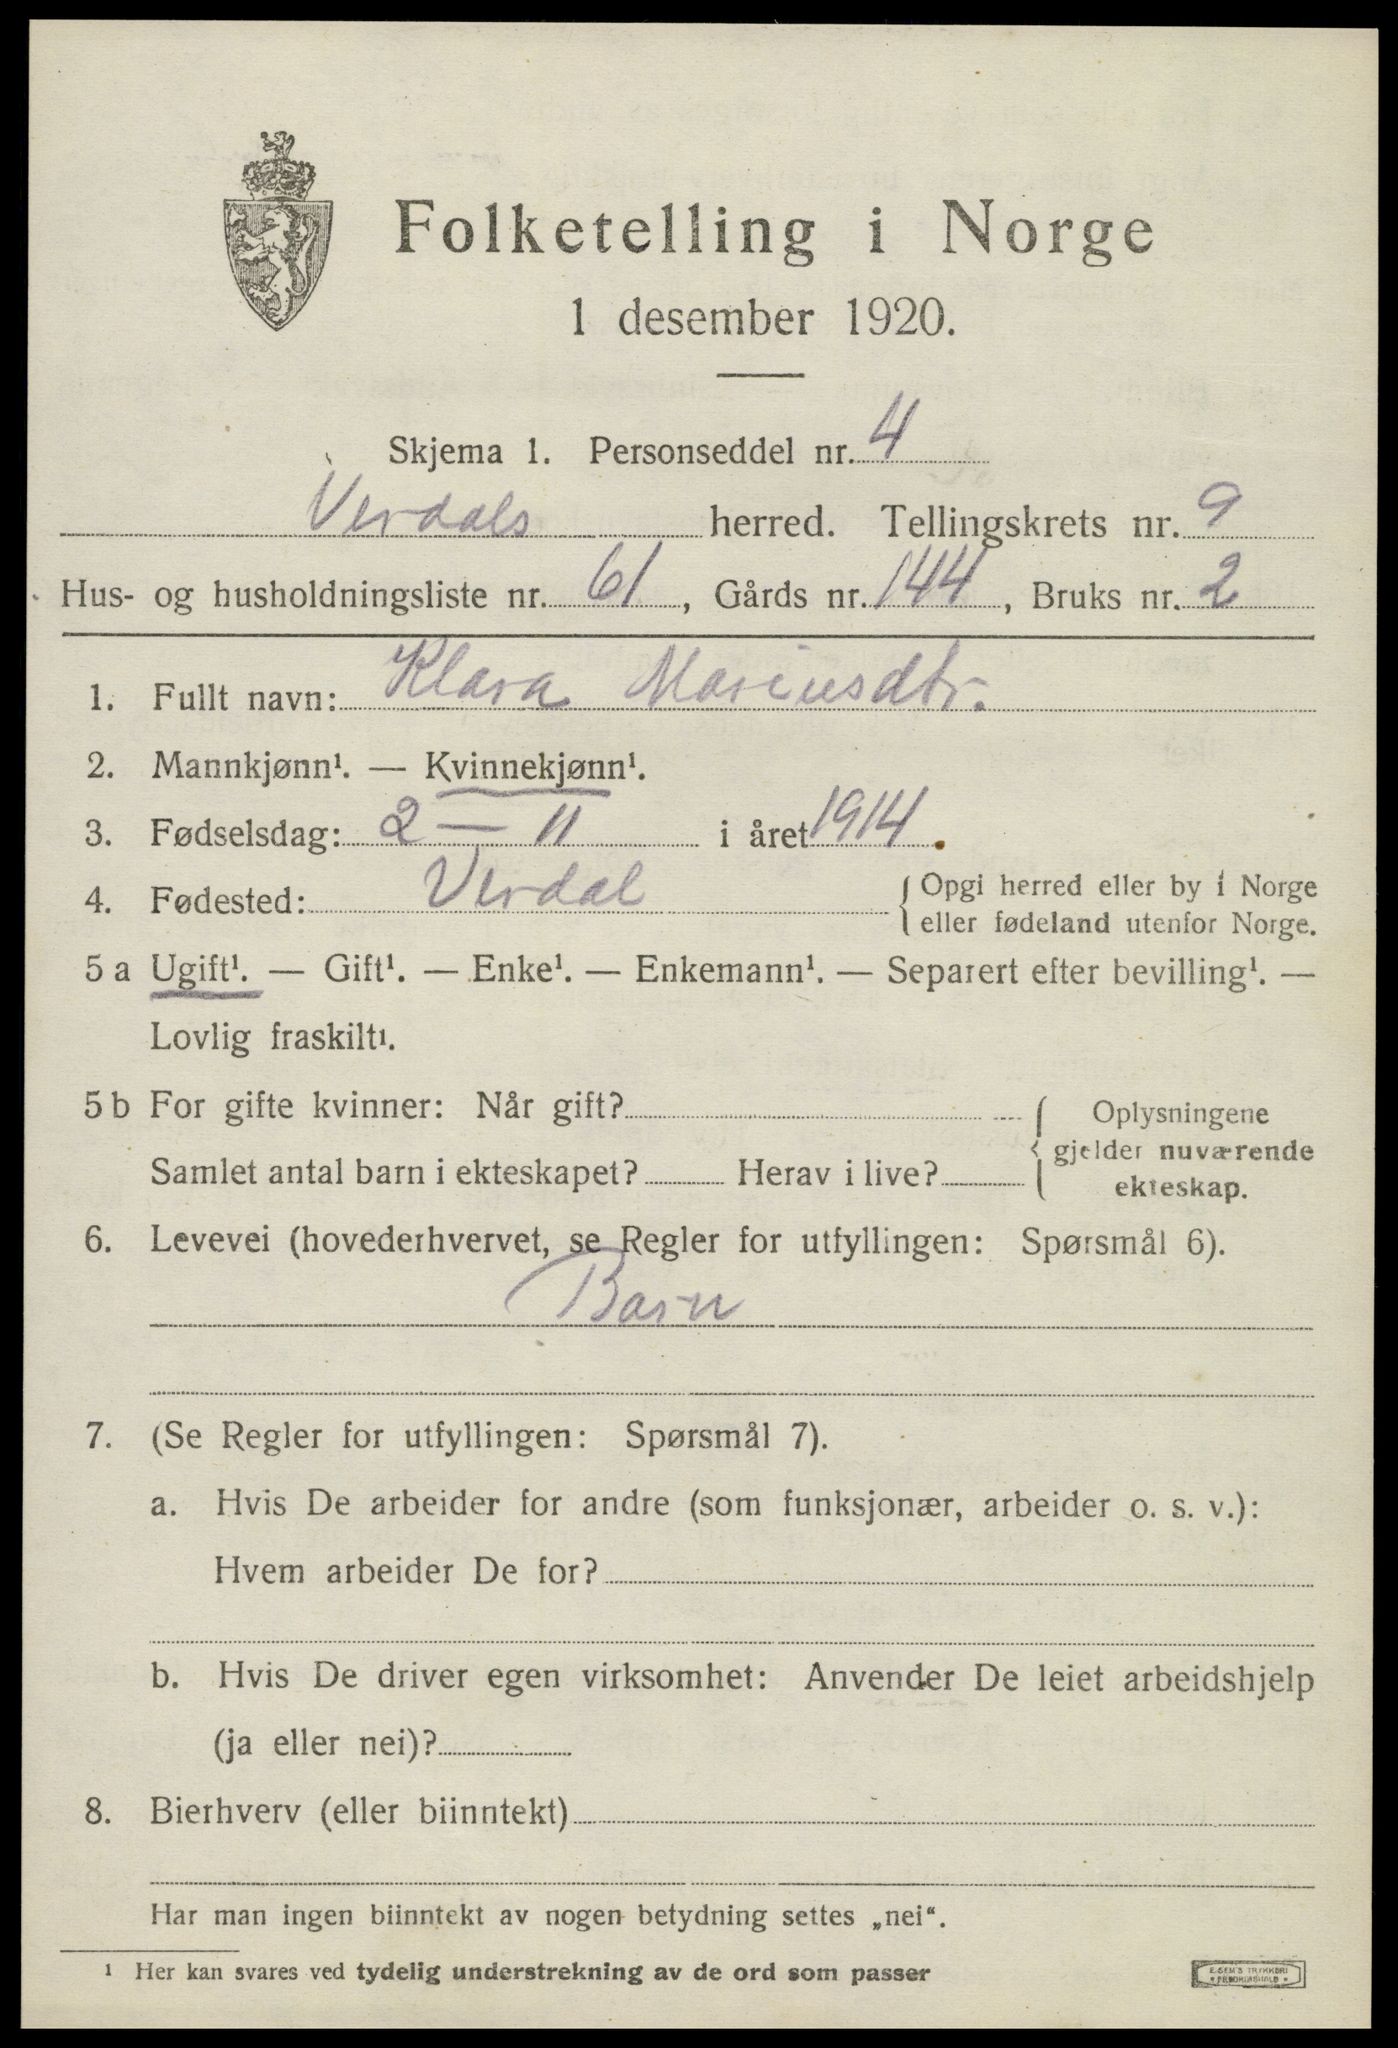 Folketelling i Norge
1 desember 1920.
Skjema 1. Personseddel nr. 4
Verdals herred. Tellingskrets nr. 9
Hus- og husholdningsliste nr. 61, Gårds nr. 144, Bruks nr. 2
1. Fullt navn: Klara Mariusdtr.
2. Mannkjønn¹. — Kvinnekjønn¹.
3. Fødselsdag: 2 — 11 i året 1914.
4. Fødested: Verdal { Opgi herred eller by i Norge
eller fødeland utenfor Norge.
5 a Ugift¹. — Gift¹. — Enke¹. — Enkemann¹. — Separert efter bevilling¹. —
Lovlig fraskilt¹.
5 b For gifte kvinner: Når gift? { Oplysningene
gjelder nuværende
Samlet antal barn i ekteskapet? Herav i live?
ekteskap.
6. Levevei (hovederhvervet, se Regler for utfyllingen: Spørsmål 6).
Barn
7. (Se Regler for utfyllingen: Spørsmål 7).
a. Hvis De arbeider for andre (som funksjonær, arbeider o. s. v.):
Hvem arbeider De for?
b. Hvis De driver egen virksomhet: Anvender De leiet arbeidshjelp
(ja eller nei)?
8. Bierhverv (eller biinntekt)
Har man ingen biinntekt av nogen betydning settes „nei“.
¹ Her kan svares ved tydelig understrekning av de ord som passer
E. SEM'S TRYKKERI
FREDRIKSHALD